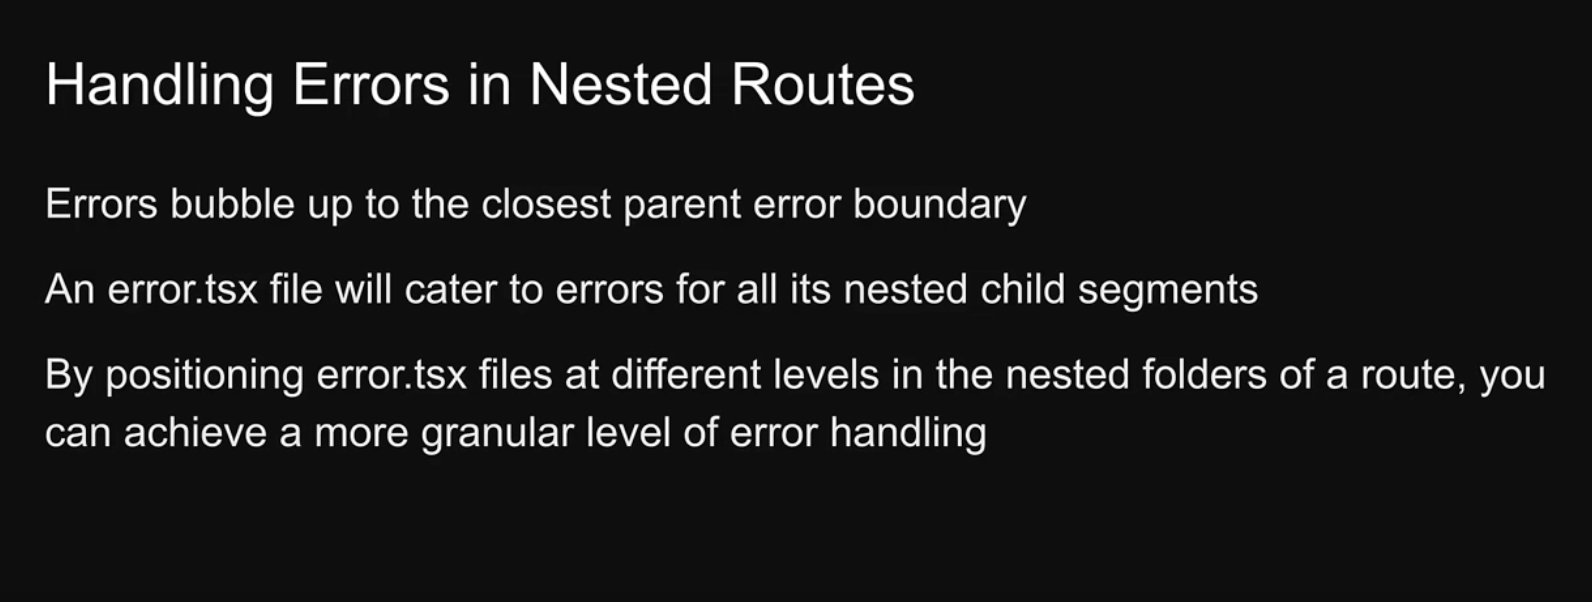 Handling Errors in Nested Routes
Errors bubble up to the closest parent error boundary
An error.tsx file will cater to errors for all its nested child segments
By positioning error.tsx files at different levels in the nested folders of a route, you
can achieve a more granular level of error handling